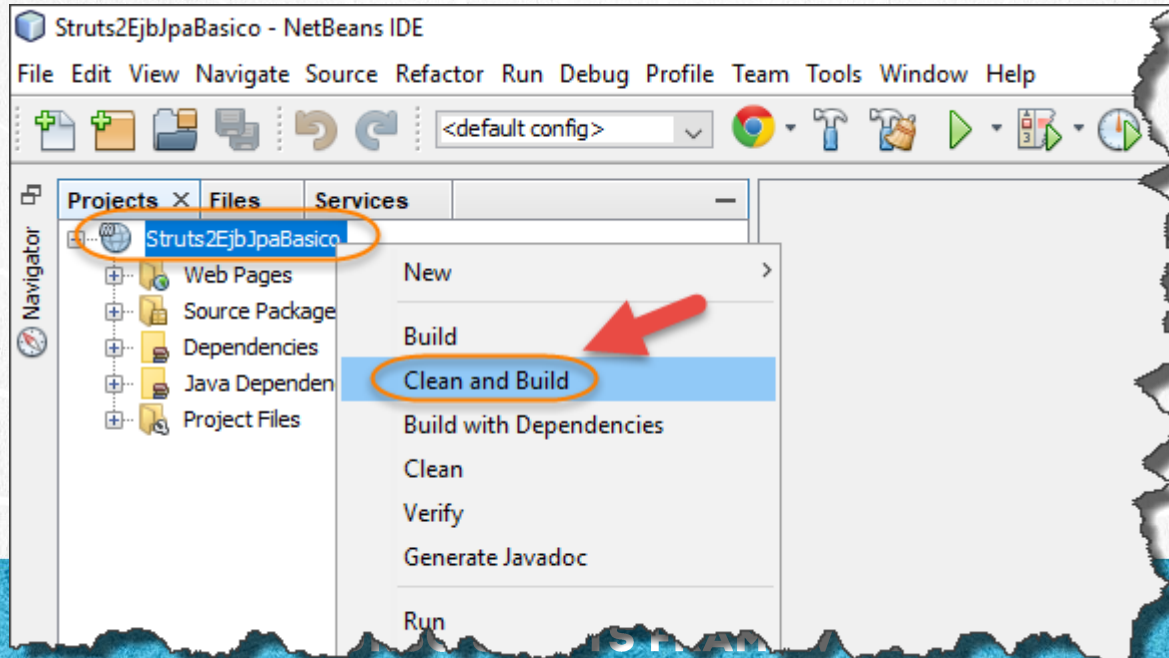 Struts2EjbJpaBasico - NetBeans IDE
File Edit View Navigate Source Refactor Run Debug Profile Team Tools Window Help
<default config>
Projects Files Services
Navigator
Struts2EjbJpaBasico
Web Pages
Source Package
Dependencies
Java Dependen
Project Files
New
Build
Clean and Build
Build with Dependencies
Clean
Verify
Generate Javadoc
Run